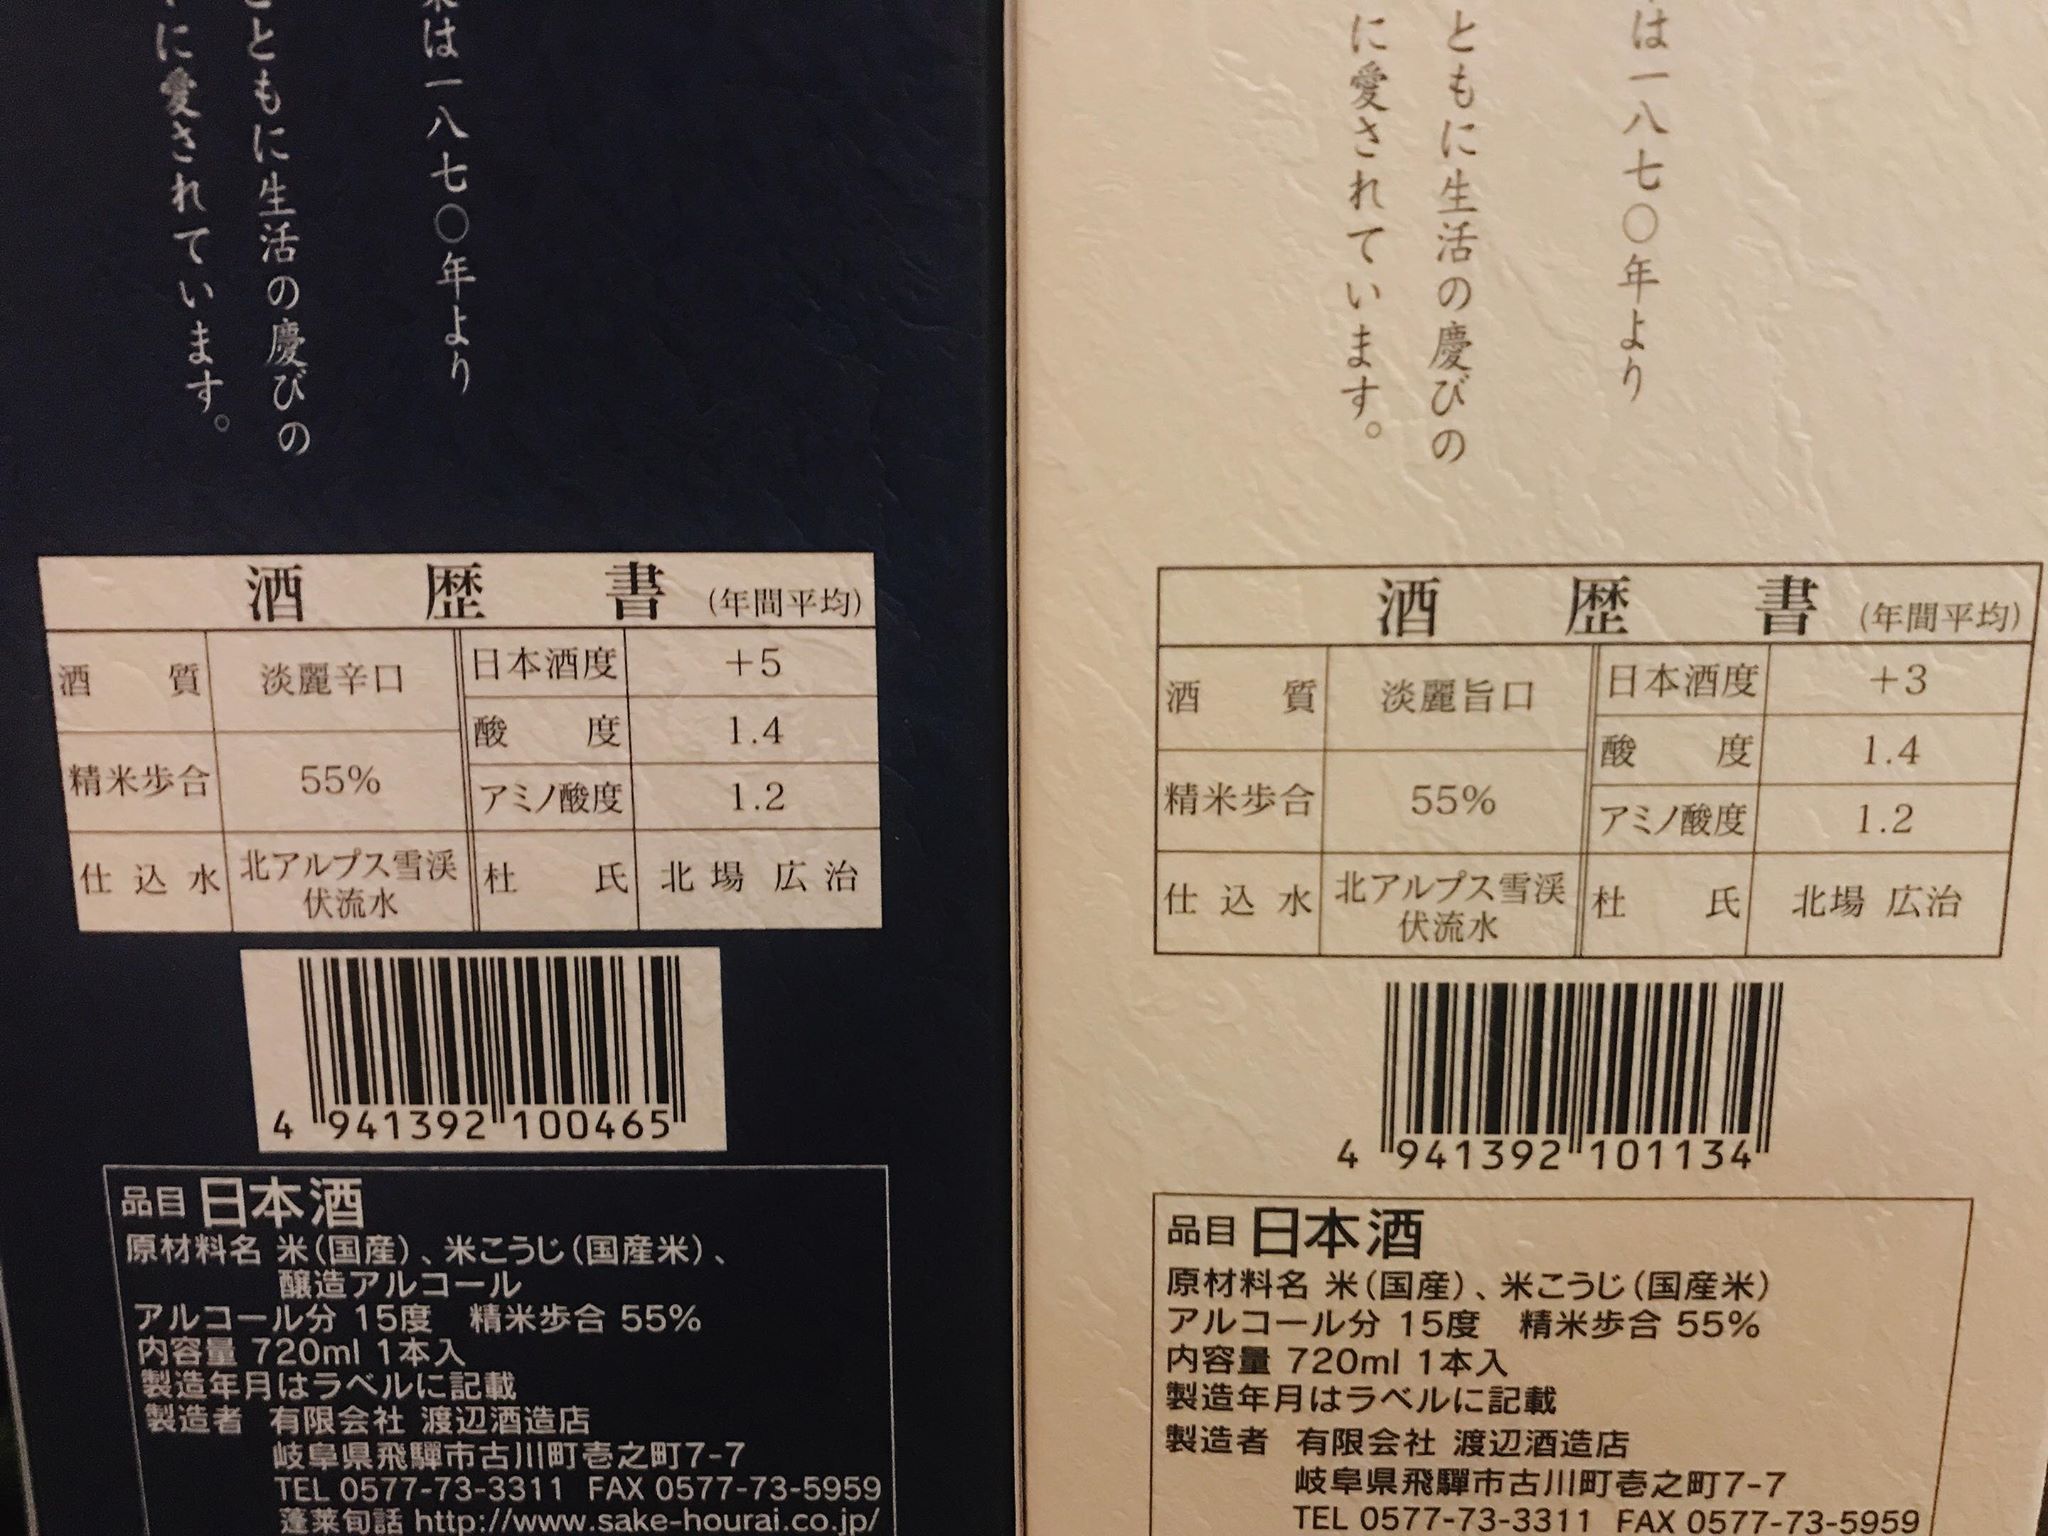 は一八七〇年より
ともに生活の慶びの
に愛されています。
酒歴書(年間平均)
酒質 淡麗辛口 日本酒度 +5
酸度 1.4
精米歩合 55% アミノ酸度 1.2
仕込水 北アルプス雪渓伏流水 杜氏 北場 広治
4 941392 100465
品目 日本酒
原材料名 米(国産)、米こうじ(国産米)、
醸造アルコール
アルコール分 15度 精米歩合 55%
内容量 720ml 1本入
製造年月はラベルに記載
製造者 有限会社 渡辺酒造店
岐阜県飛騨市古川町壱之町7-7
TEL 0577-73-3311 FAX 0577-73-5959
蓬莱旬話 http://www.sake-hourai.co.jp/
は一八七〇年より
ともに生活の慶びの
に愛されています。
酒歴書(年間平均)
酒質 淡麗旨口 日本酒度 +3
酸度 1.4
精米歩合 55% アミノ酸度 1.2
仕込水 北アルプス雪渓伏流水 杜氏 北場 広治
4 941392 101134
品目 日本酒
原材料名 米(国産)、米こうじ(国産米)
アルコール分 15度 精米歩合 55%
内容量 720ml 1本入
製造年月はラベルに記載
製造者 有限会社 渡辺酒造店
岐阜県飛騨市古川町壱之町7-7
TEL 0577-73-3311 FAX 0577-73-5959